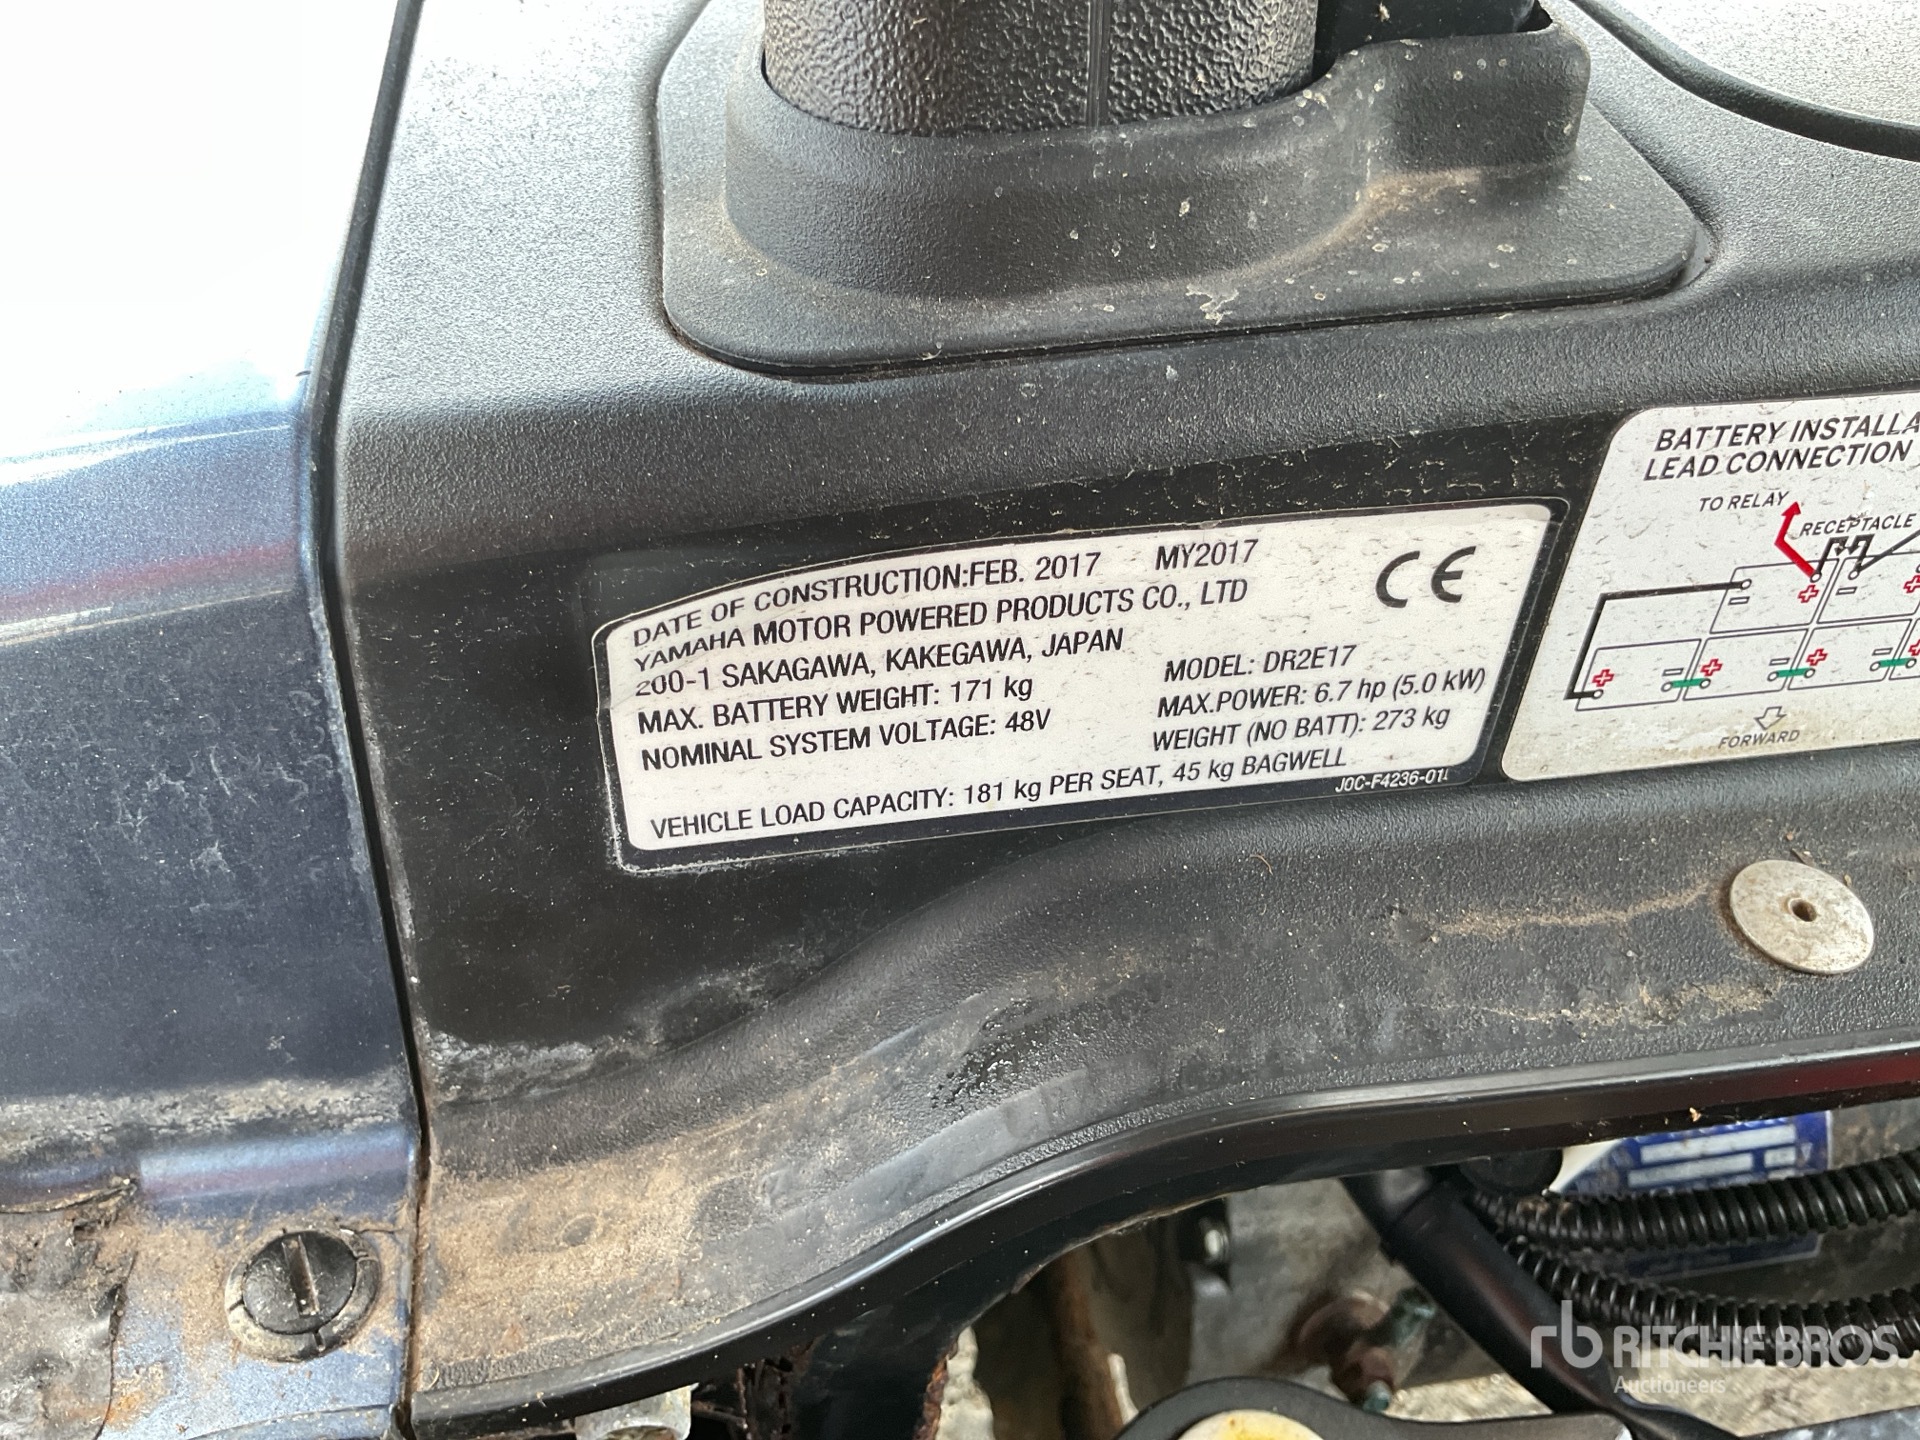 DATE OF CONSTRUCTION:FEB. 2017 MY2017
YAMAHA MOTOR POWERED PRODUCTS CO., LTD
200-1 SAKAGAWA, KAKEGAWA, JAPAN
MAX. BATTERY WEIGHT: 171 kg
NOMINAL SYSTEM VOLTAGE: 48V
CE
MODEL: DR2E17
MAX.POWER: 6.7 hp (5.0 kW)
WEIGHT (NO BATT): 273 kg
VEHICLE LOAD CAPACITY: 181 kg PER SEAT, 45 kg BAGWELL
BATTERY INSTALLA
LEAD CONNECTION
TO RELAY
RECEPTACLE
FORWARD
rb RITCHIE BROS.
Auctioneers